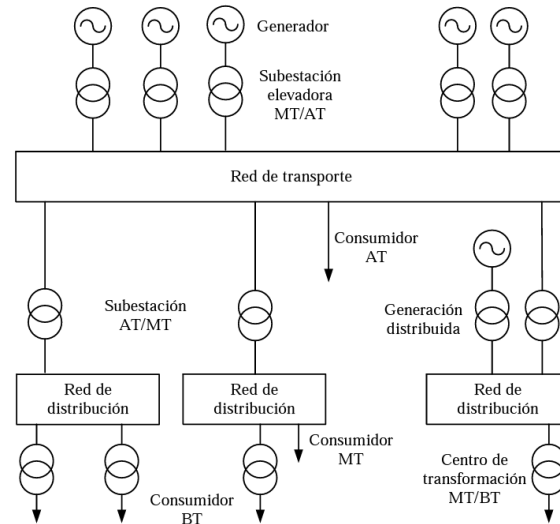 Generador
Subestación
elevadora
MT/AT
Red de transporte
Consumidor
AT
Subestación
AT/MT
Generación
distribuida
Red de
distribución
Red de
distribución
Red de
distribución
Consumidor
MT
Centro de
transformación
MT/BT
Consumidor
BT